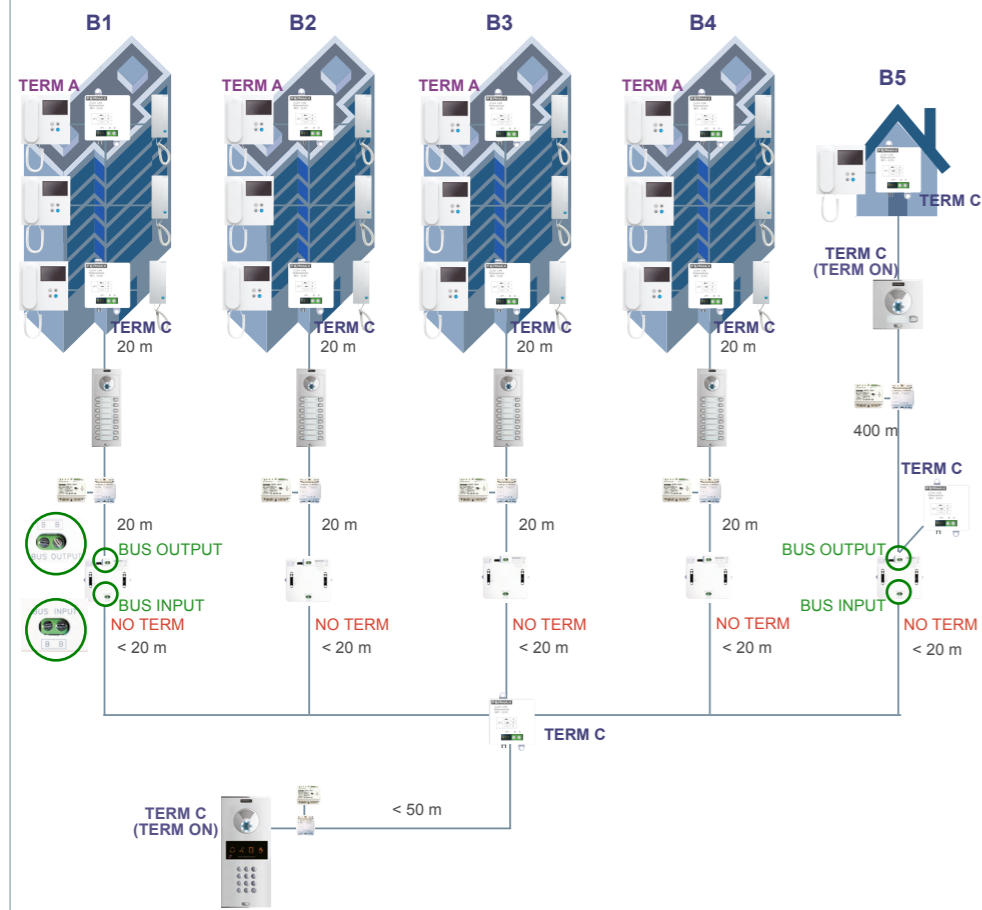 B1
B2
B3
B4
B5
TERM A
TERM A
TERM A
TERM A
TERM C
TERM C
(TERM ON)
TERM C
TERM C
TERM C
TERM C
20 m
20 m
20 m
20 m
400 m
TERM C
20 m
20 m
20 m
20 m
BUS OUTPUT
BUS OUTPUT
BUS OUTPUT
BUS INPUT
BUS INPUT
BUS INPUT
B B
NO TERM
NO TERM
NO TERM
NO TERM
NO TERM
< 20 m
< 20 m
< 20 m
< 20 m
< 20 m
TERM C
< 50 m
TERM C
(TERM ON)